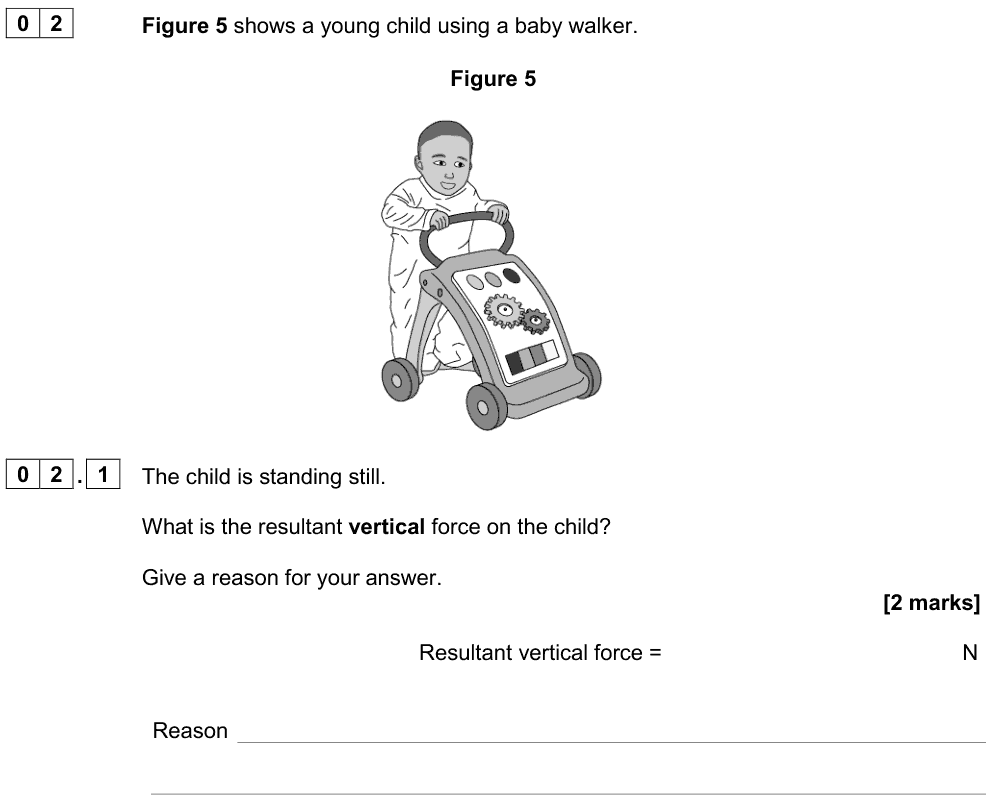 0 2 Figure 5 shows a young child using a baby walker.
Figure 5
0 2 . 1 The child is standing still.
What is the resultant vertical force on the child?
Give a reason for your answer.
[2 marks]
Resultant vertical force = N
Reason